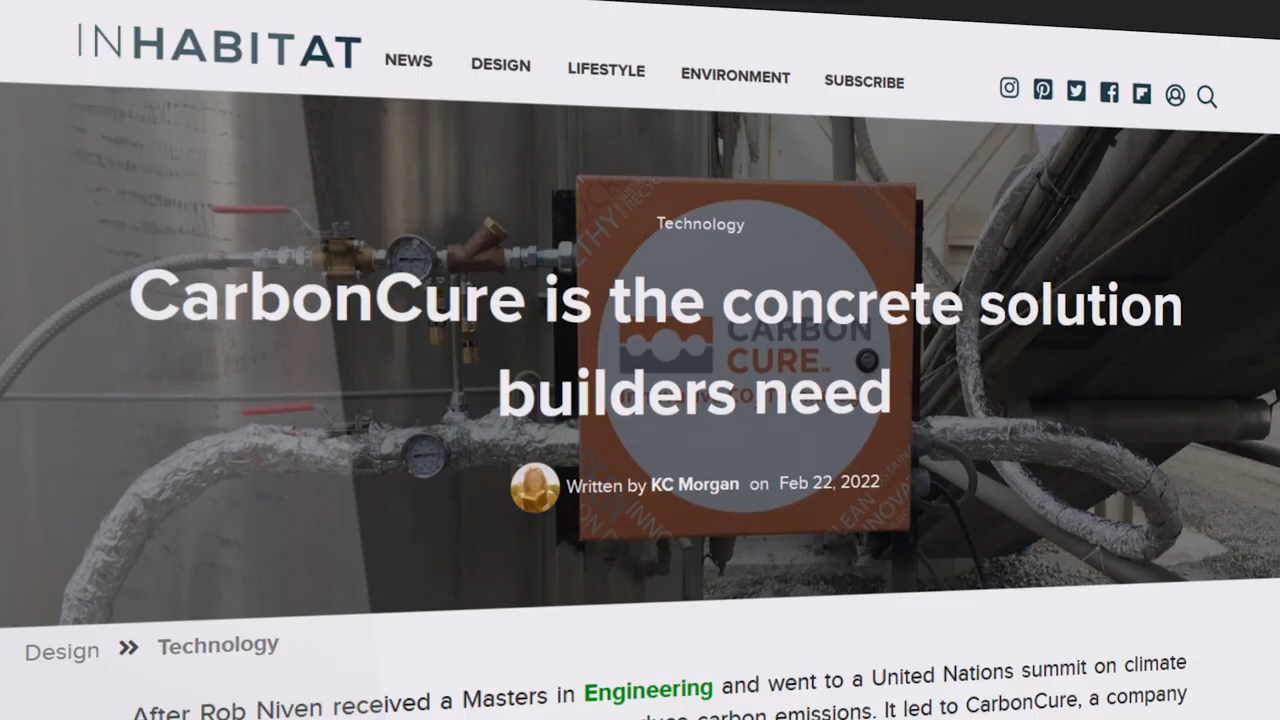 INHABITAT
NEWS DESIGN LIFESTYLE ENVIRONMENT SUBSCRIBE
Technology
CarbonCure is the concrete solution
CARBON
CURE
builders need
Written by KC Morgan on Feb 22, 2022
Design » Technology
After Rob Niven received a Masters in Engineering and went to a United Nations summit on climate
carbon emissions. It led to CarbonCure, a company